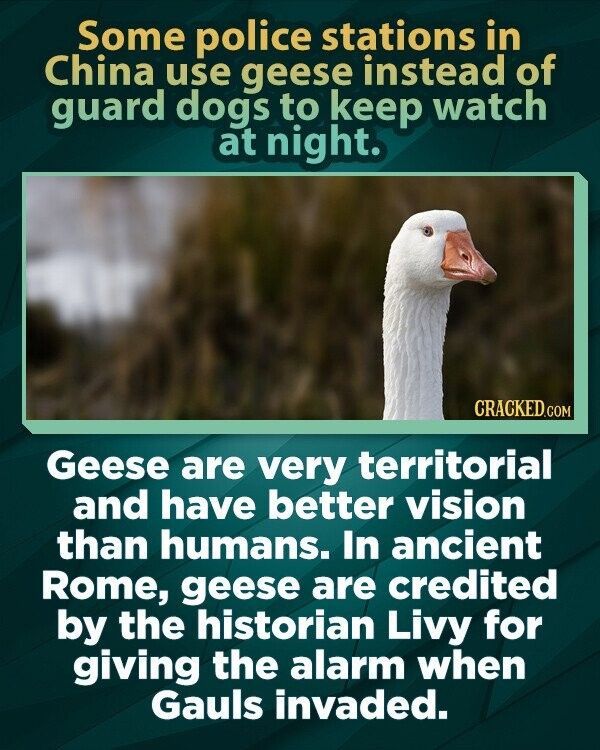 Some police stations in
China use geese instead of
guard dogs to keep watch
at night.
CRACKED.COM
Geese are very territorial
and have better vision
than humans. In ancient
Rome, geese are credited
by the historian Livy for
giving the alarm when
Gauls invaded.